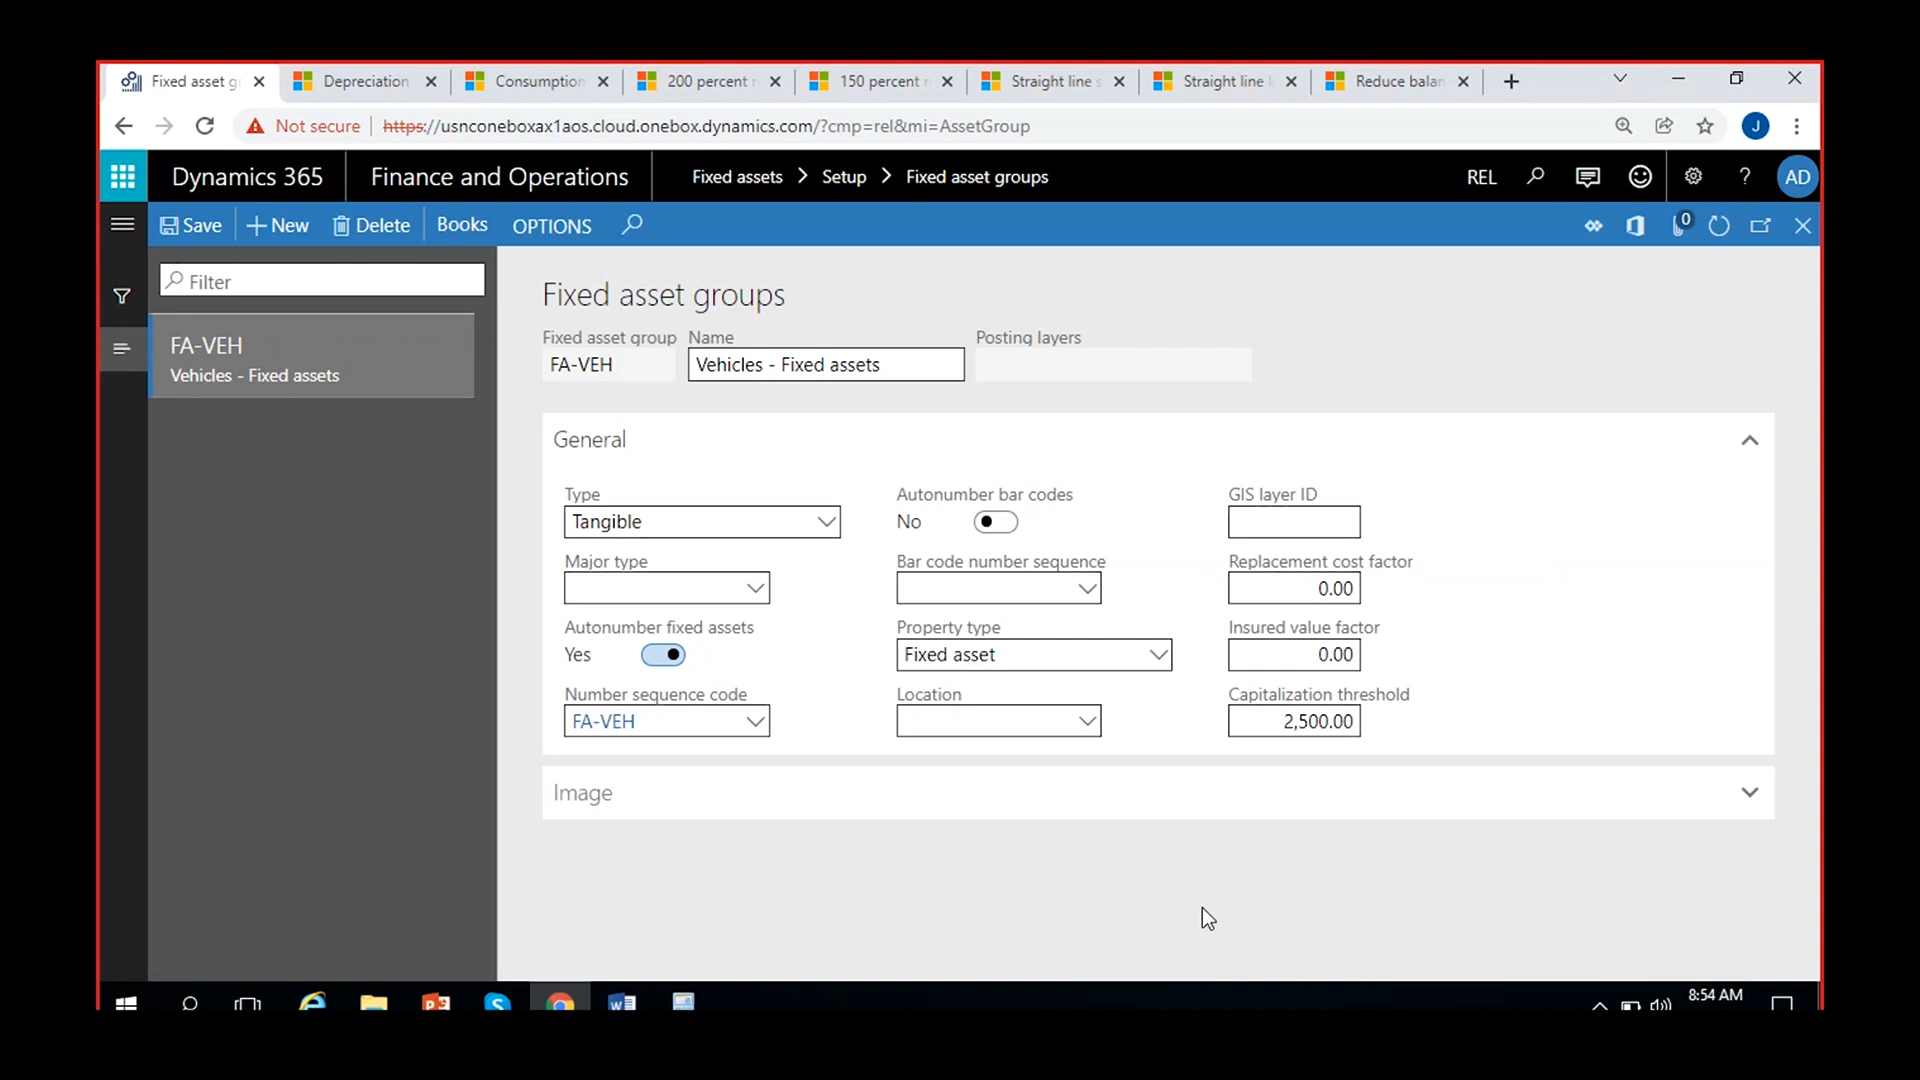 Fixed asset g
Depreciation
Consumption
200 percent r
150 percent r
Straight line s
Straight line l
Reduce balan
Not secure
https://usnconeboxax1aos.cloud.onebox.dynamics.com/?cmp=rel&mi=AssetGroup
J
Dynamics 365
Finance and Operations
Fixed assets > Setup > Fixed asset groups
REL
?
AD
Save
New
Delete
Books
OPTIONS
0
Filter
FA-VEH
Vehicles - Fixed assets
Fixed asset groups
Fixed asset group
Name
Posting layers
FA-VEH
Vehicles - Fixed assets
General
Type
Autonumber bar codes
GIS layer ID
Tangible
No
Major type
Bar code number sequence
Replacement cost factor
0.00
Autonumber fixed assets
Property type
Insured value factor
Yes
Fixed asset
0.00
Number sequence code
Location
Capitalization threshold
FA-VEH
2,500.00
Image
8:54 AM